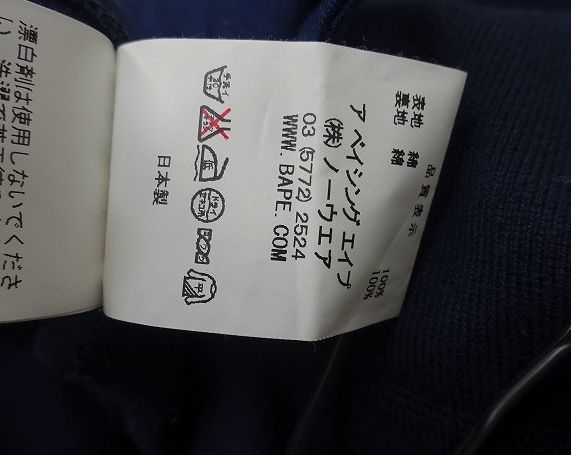 品質表示
表地 綿 100%
裏地 綿 100%
ア ベイシング エイプ
(株) ノーウエア
03 (5772) 2524
WWW.BAPE.COM
日本製
漂白剤は使用しないでくださ
い